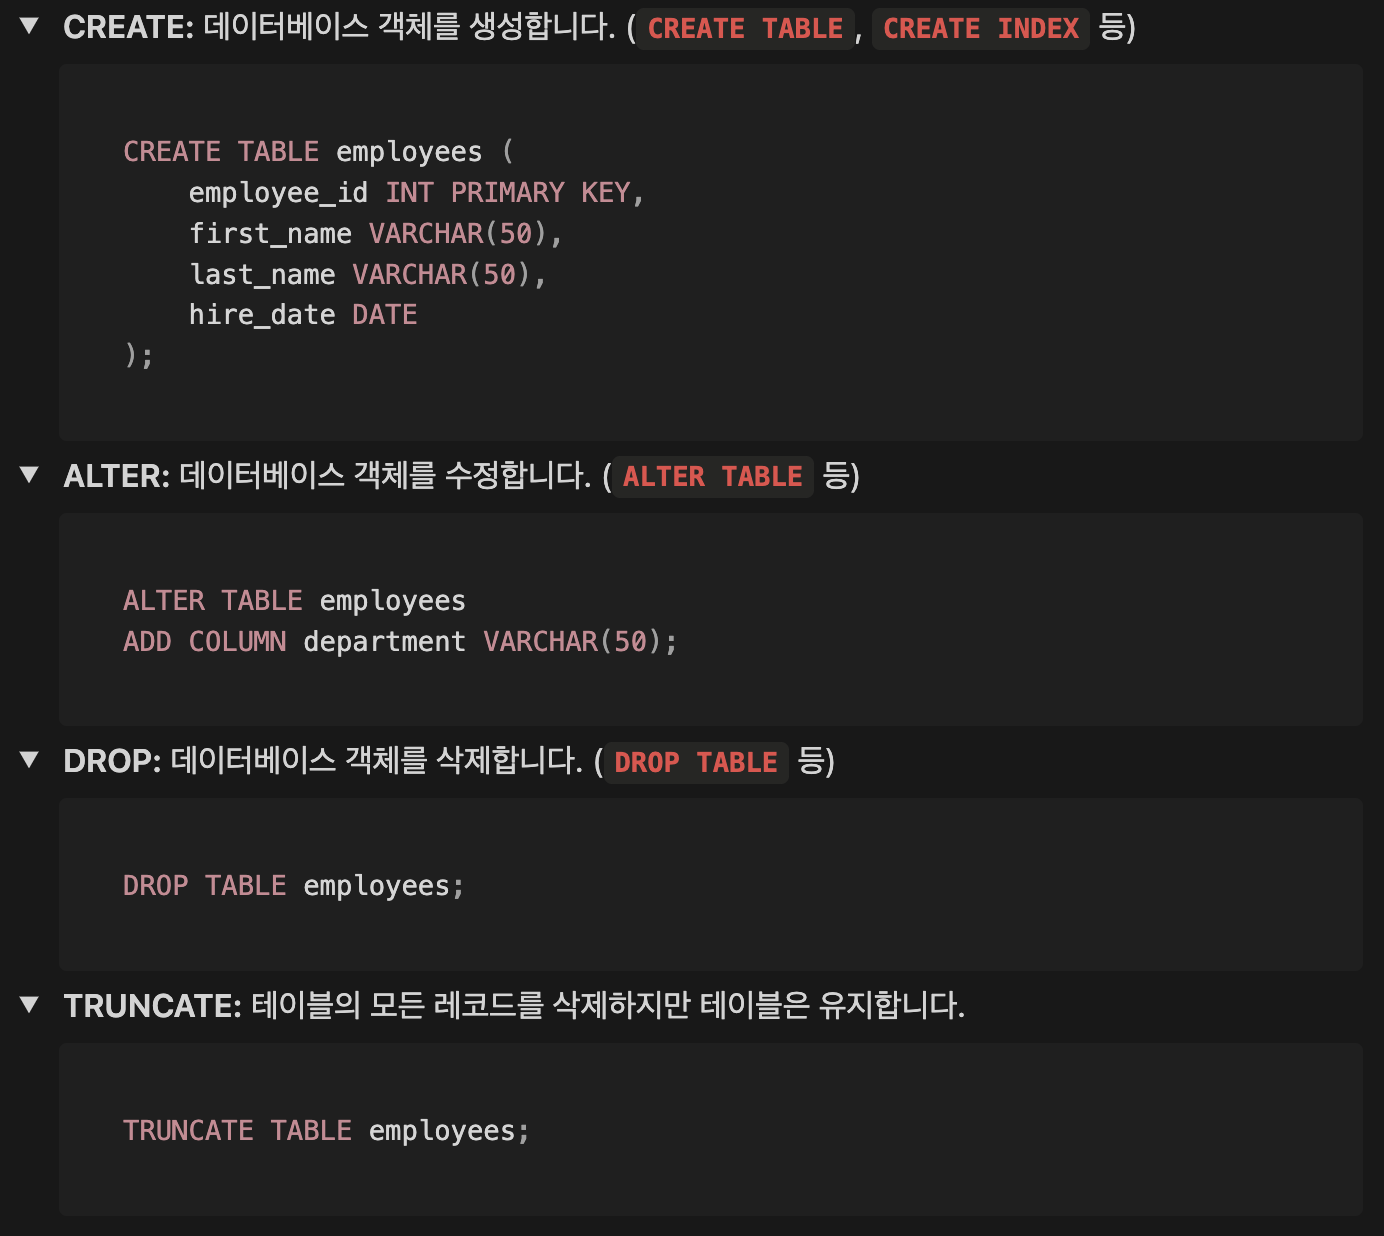 CREATE: 데이터베이스 객체를 생성합니다. (CREATE TABLE, CREATE INDEX 등)
CREATE TABLE employees (
    employee_id INT PRIMARY KEY,
    first_name VARCHAR(50),
    last_name VARCHAR(50),
    hire_date DATE
);
ALTER: 데이터베이스 객체를 수정합니다. (ALTER TABLE 등)
ALTER TABLE employees
ADD COLUMN department VARCHAR(50);
DROP: 데이터베이스 객체를 삭제합니다. (DROP TABLE 등)
DROP TABLE employees;
TRUNCATE: 테이블의 모든 레코드를 삭제하지만 테이블은 유지합니다.
TRUNCATE TABLE employees;